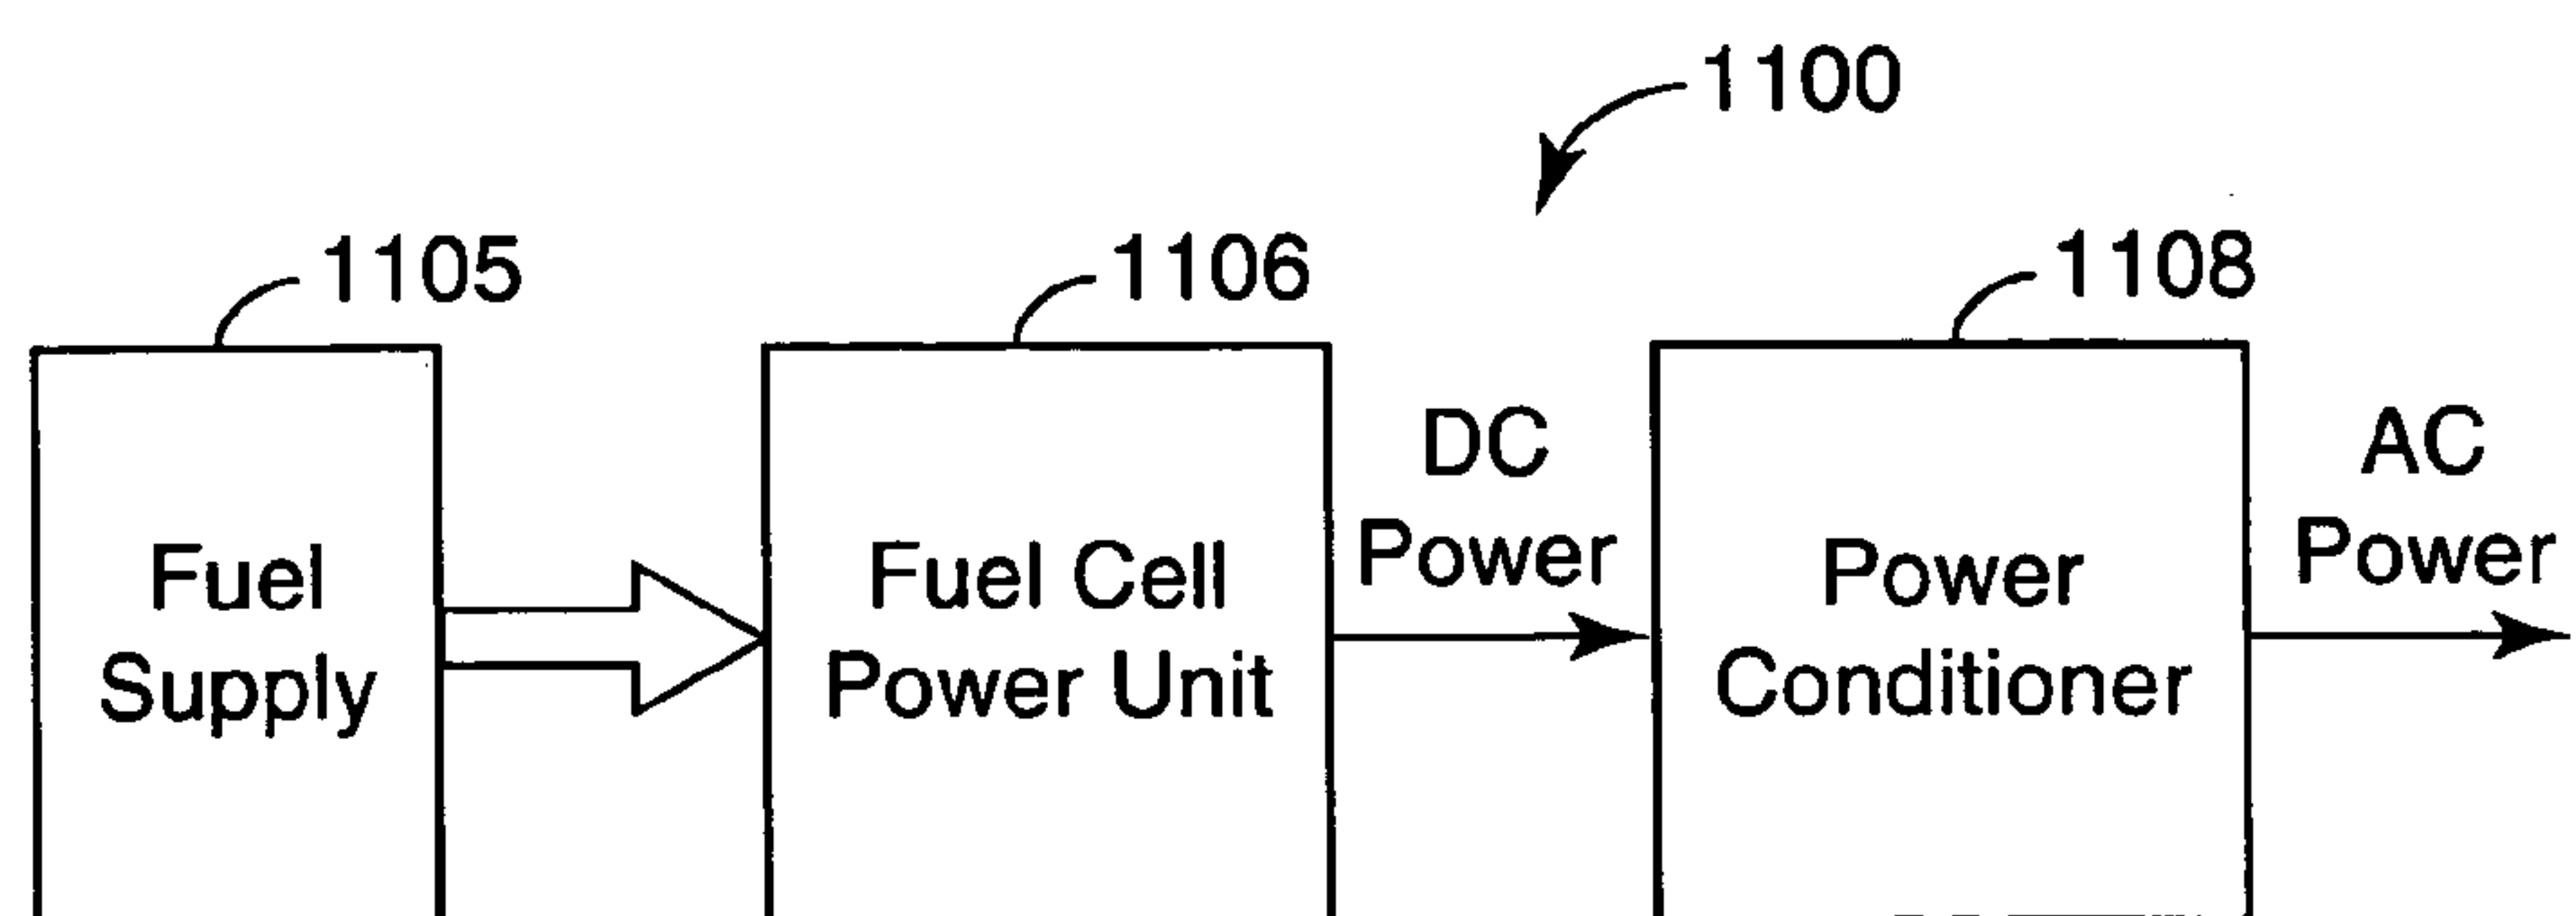 1100
1105
1106
1108
Fuel
Supply
Fuel Cell
Power Unit
DC
Power
Power
Conditioner
AC
Power